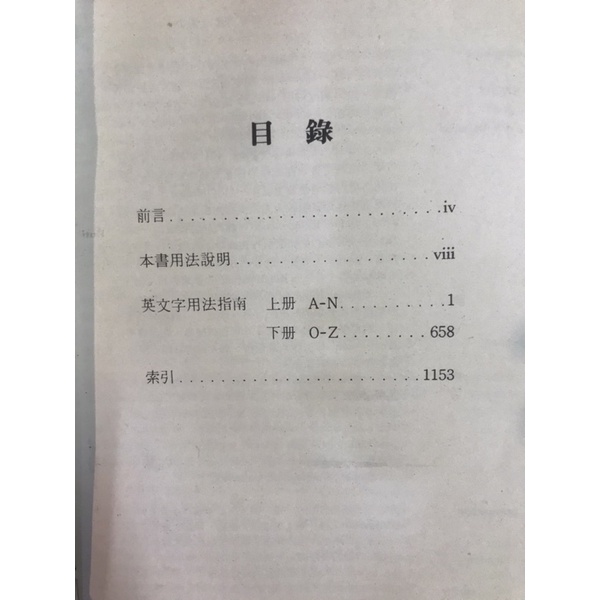 目錄
前言..........................iv
本書用法說明...................viii
英文字用法指南 上册 A-N..........1
下册 O-Z........658
索引.......................1153